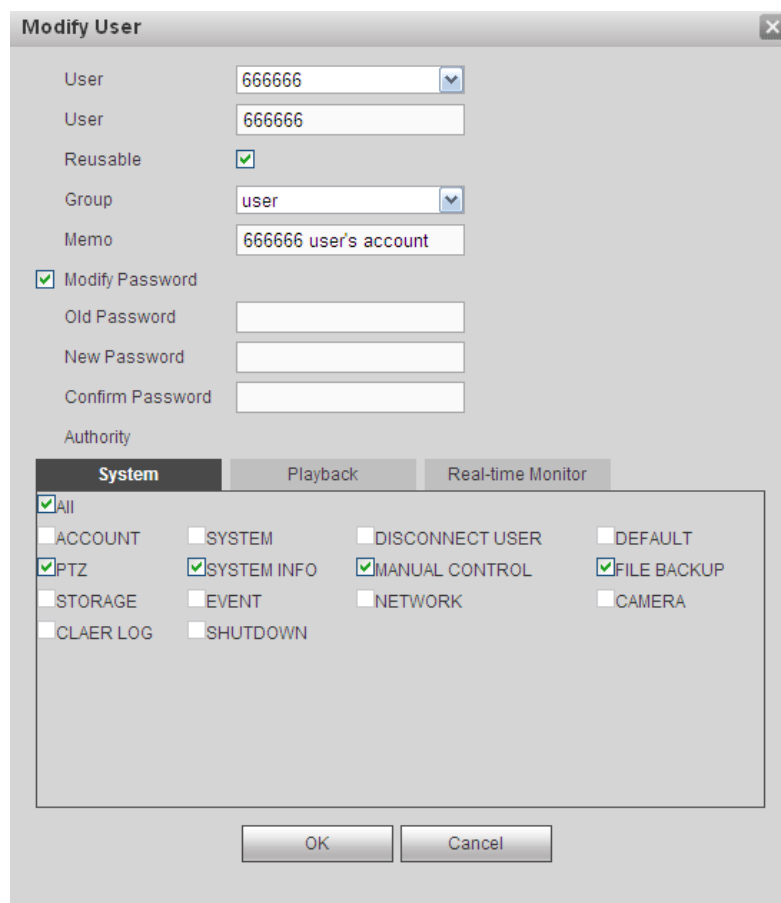 Modify User
User 666666
User 666666
Reusable
Group user
Memo 666666 user's account
Modify Password
Old Password
New Password
Confirm Password
Authority
System Playback Real-time Monitor
All
ACCOUNT SYSTEM DISCONNECT USER DEFAULT
PTZ SYSTEM INFO MANUAL CONTROL FILE BACKUP
STORAGE EVENT NETWORK CAMERA
CLAER LOG SHUTDOWN
OK Cancel